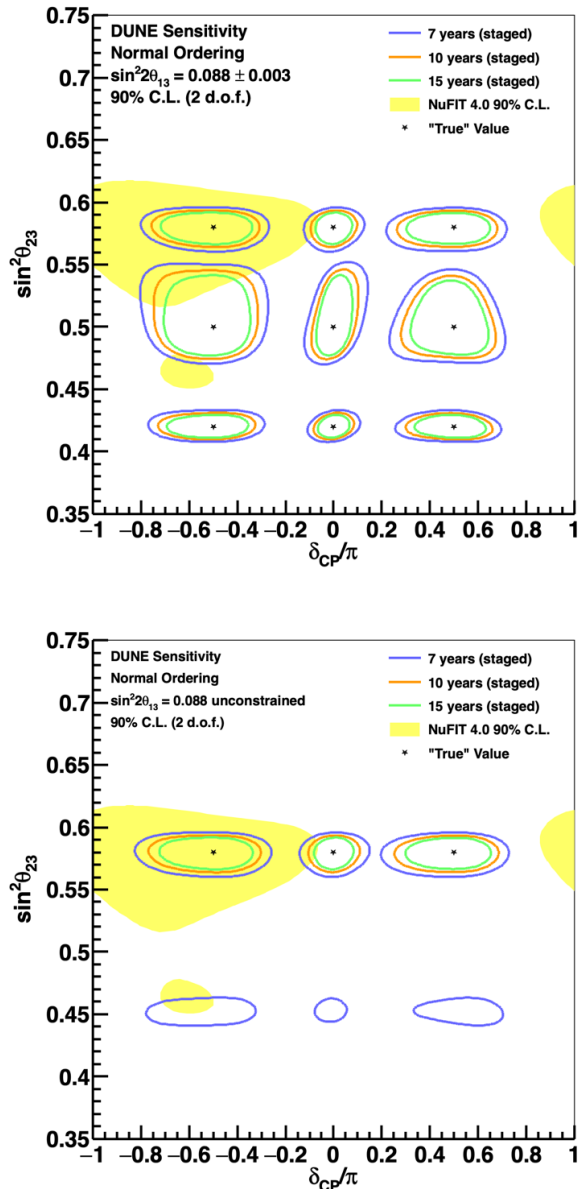 DUNE Sensitivity
Normal Ordering
sin²2θ₁₃ = 0.088 ± 0.003
90% C.L. (2 d.o.f.)
7 years (staged)
10 years (staged)
15 years (staged)
NuFIT 4.0 90% C.L.
"True" Value
sin²θ₂₃
0.75
0.7
0.65
0.6
0.55
0.5
0.45
0.4
0.35
−1 −0.8 −0.6 −0.4 −0.2 0 0.2 0.4 0.6 0.8 1
δ_CP/π
DUNE Sensitivity
Normal Ordering
sin²2θ₁₃ = 0.088 unconstrained
90% C.L. (2 d.o.f.)
7 years (staged)
10 years (staged)
15 years (staged)
NuFIT 4.0 90% C.L.
"True" Value
sin²θ₂₃
0.75
0.7
0.65
0.6
0.55
0.5
0.45
0.4
0.35
−1 −0.8 −0.6 −0.4 −0.2 0 0.2 0.4 0.6 0.8 1
δ_CP/π